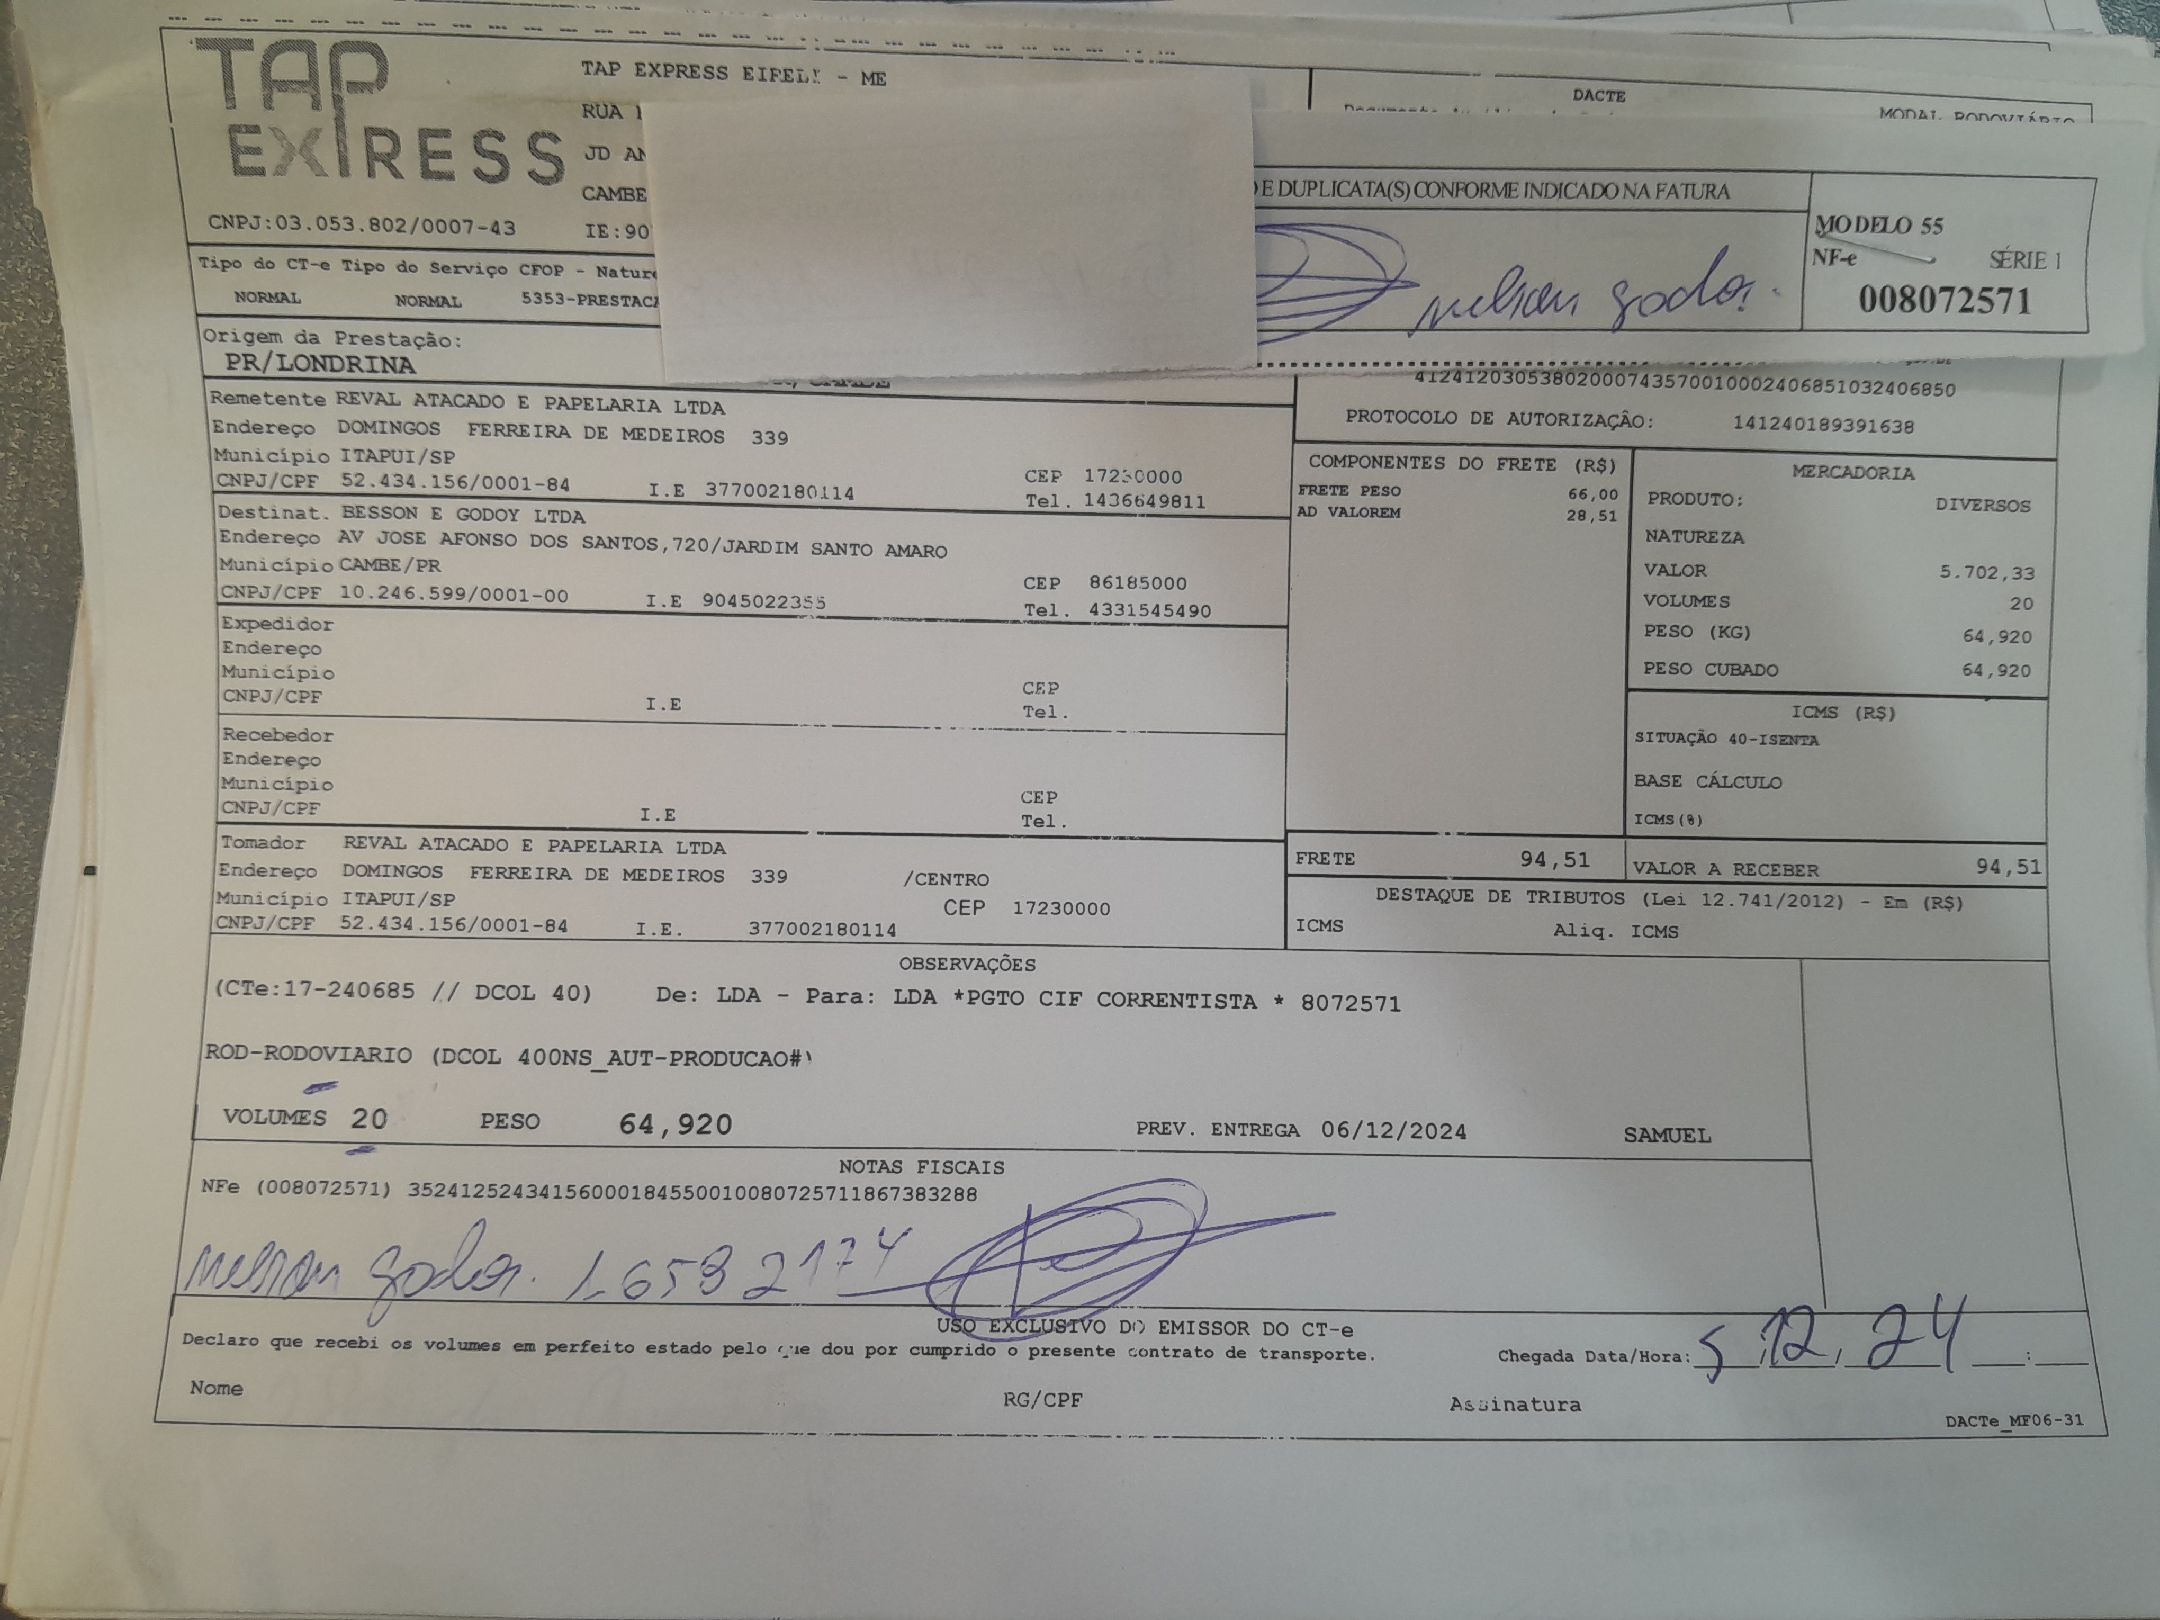 TAP
EXPRESS
CNPJ:03.053.802/0007-43
TAP EXPRESS EIRELI - ME
RUA
JD
CAMBE
IE:90
DACTE
MODAL RODOVIÁRIO
E DUPLICATA(S) CONFORME INDICADO NA FATURA
MODELO 55
NF-e SÉRIE 1
008072571
Nelson Godoi.
Tipo do CT-e Tipo do Serviço CFOP - Nature
NORMAL NORMAL 5353-PRESTACA
Origem da Prestação:
PR/LONDRINA
41241203053802000743570010002406851032406850
PROTOCOLO DE AUTORIZAÇÃO: 141240189391638
Remetente REVAL ATACADO E PAPELARIA LTDA
Endereço DOMINGOS FERREIRA DE MEDEIROS 339
Município ITAPUI/SP CEP 17230000
CNPJ/CPF 52.434.156/0001-84 I.E 377002180114 Tel. 1436649811
Destinat. BESSON E GODOY LTDA
Endereço AV JOSE AFONSO DOS SANTOS,720/JARDIM SANTO AMARO
Município CAMBE/PR CEP 86185000
CNPJ/CPF 10.246.599/0001-00 I.E 9045022355 Tel. 4331545490
Expedidor
Endereço
Município CEP
CNPJ/CPF I.E Tel.
Recebedor
Endereço
Município CEP
CNPJ/CPF I.E Tel.
Tomador REVAL ATACADO E PAPELARIA LTDA
Endereço DOMINGOS FERREIRA DE MEDEIROS 339 /CENTRO
Município ITAPUI/SP CEP 17230000
CNPJ/CPF 52.434.156/0001-84 I.E. 377002180114
COMPONENTES DO FRETE (R$)
FRETE PESO 66,00
AD VALOREM 28,51
MERCADORIA
PRODUTO: DIVERSOS
NATUREZA
VALOR 5.702,33
VOLUMES 20
PESO (KG) 64,920
PESO CUBADO 64,920
ICMS (R$)
SITUAÇÃO 40-ISENTA
BASE CÁLCULO
ICMS(%)
FRETE 94,51 VALOR A RECEBER 94,51
DESTAQUE DE TRIBUTOS (Lei 12.741/2012) - Em (R$)
ICMS Aliq. ICMS
OBSERVAÇÕES
(CTe:17-240685 // DCOL 40) De: LDA - Para: LDA *PGTO CIF CORRENTISTA * 8072571
ROD-RODOVIARIO (DCOL 400NS_AUT-PRODUCAO#)
VOLUMES 20 PESO 64,920 PREV. ENTREGA 06/12/2024 SAMUEL
NOTAS FISCAIS
NFe (008072571) 35241252434156000184550010080725711867383288
Nelson Godoi. 16592174
USO EXCLUSIVO DO EMISSOR DO CT-e
Declaro que recebi os volumes em perfeito estado pelo que dou por cumprido o presente contrato de transporte.
Chegada Data/Hora: 5 12 24 :
Nome RG/CPF Assinatura
DACTe_MF06-31